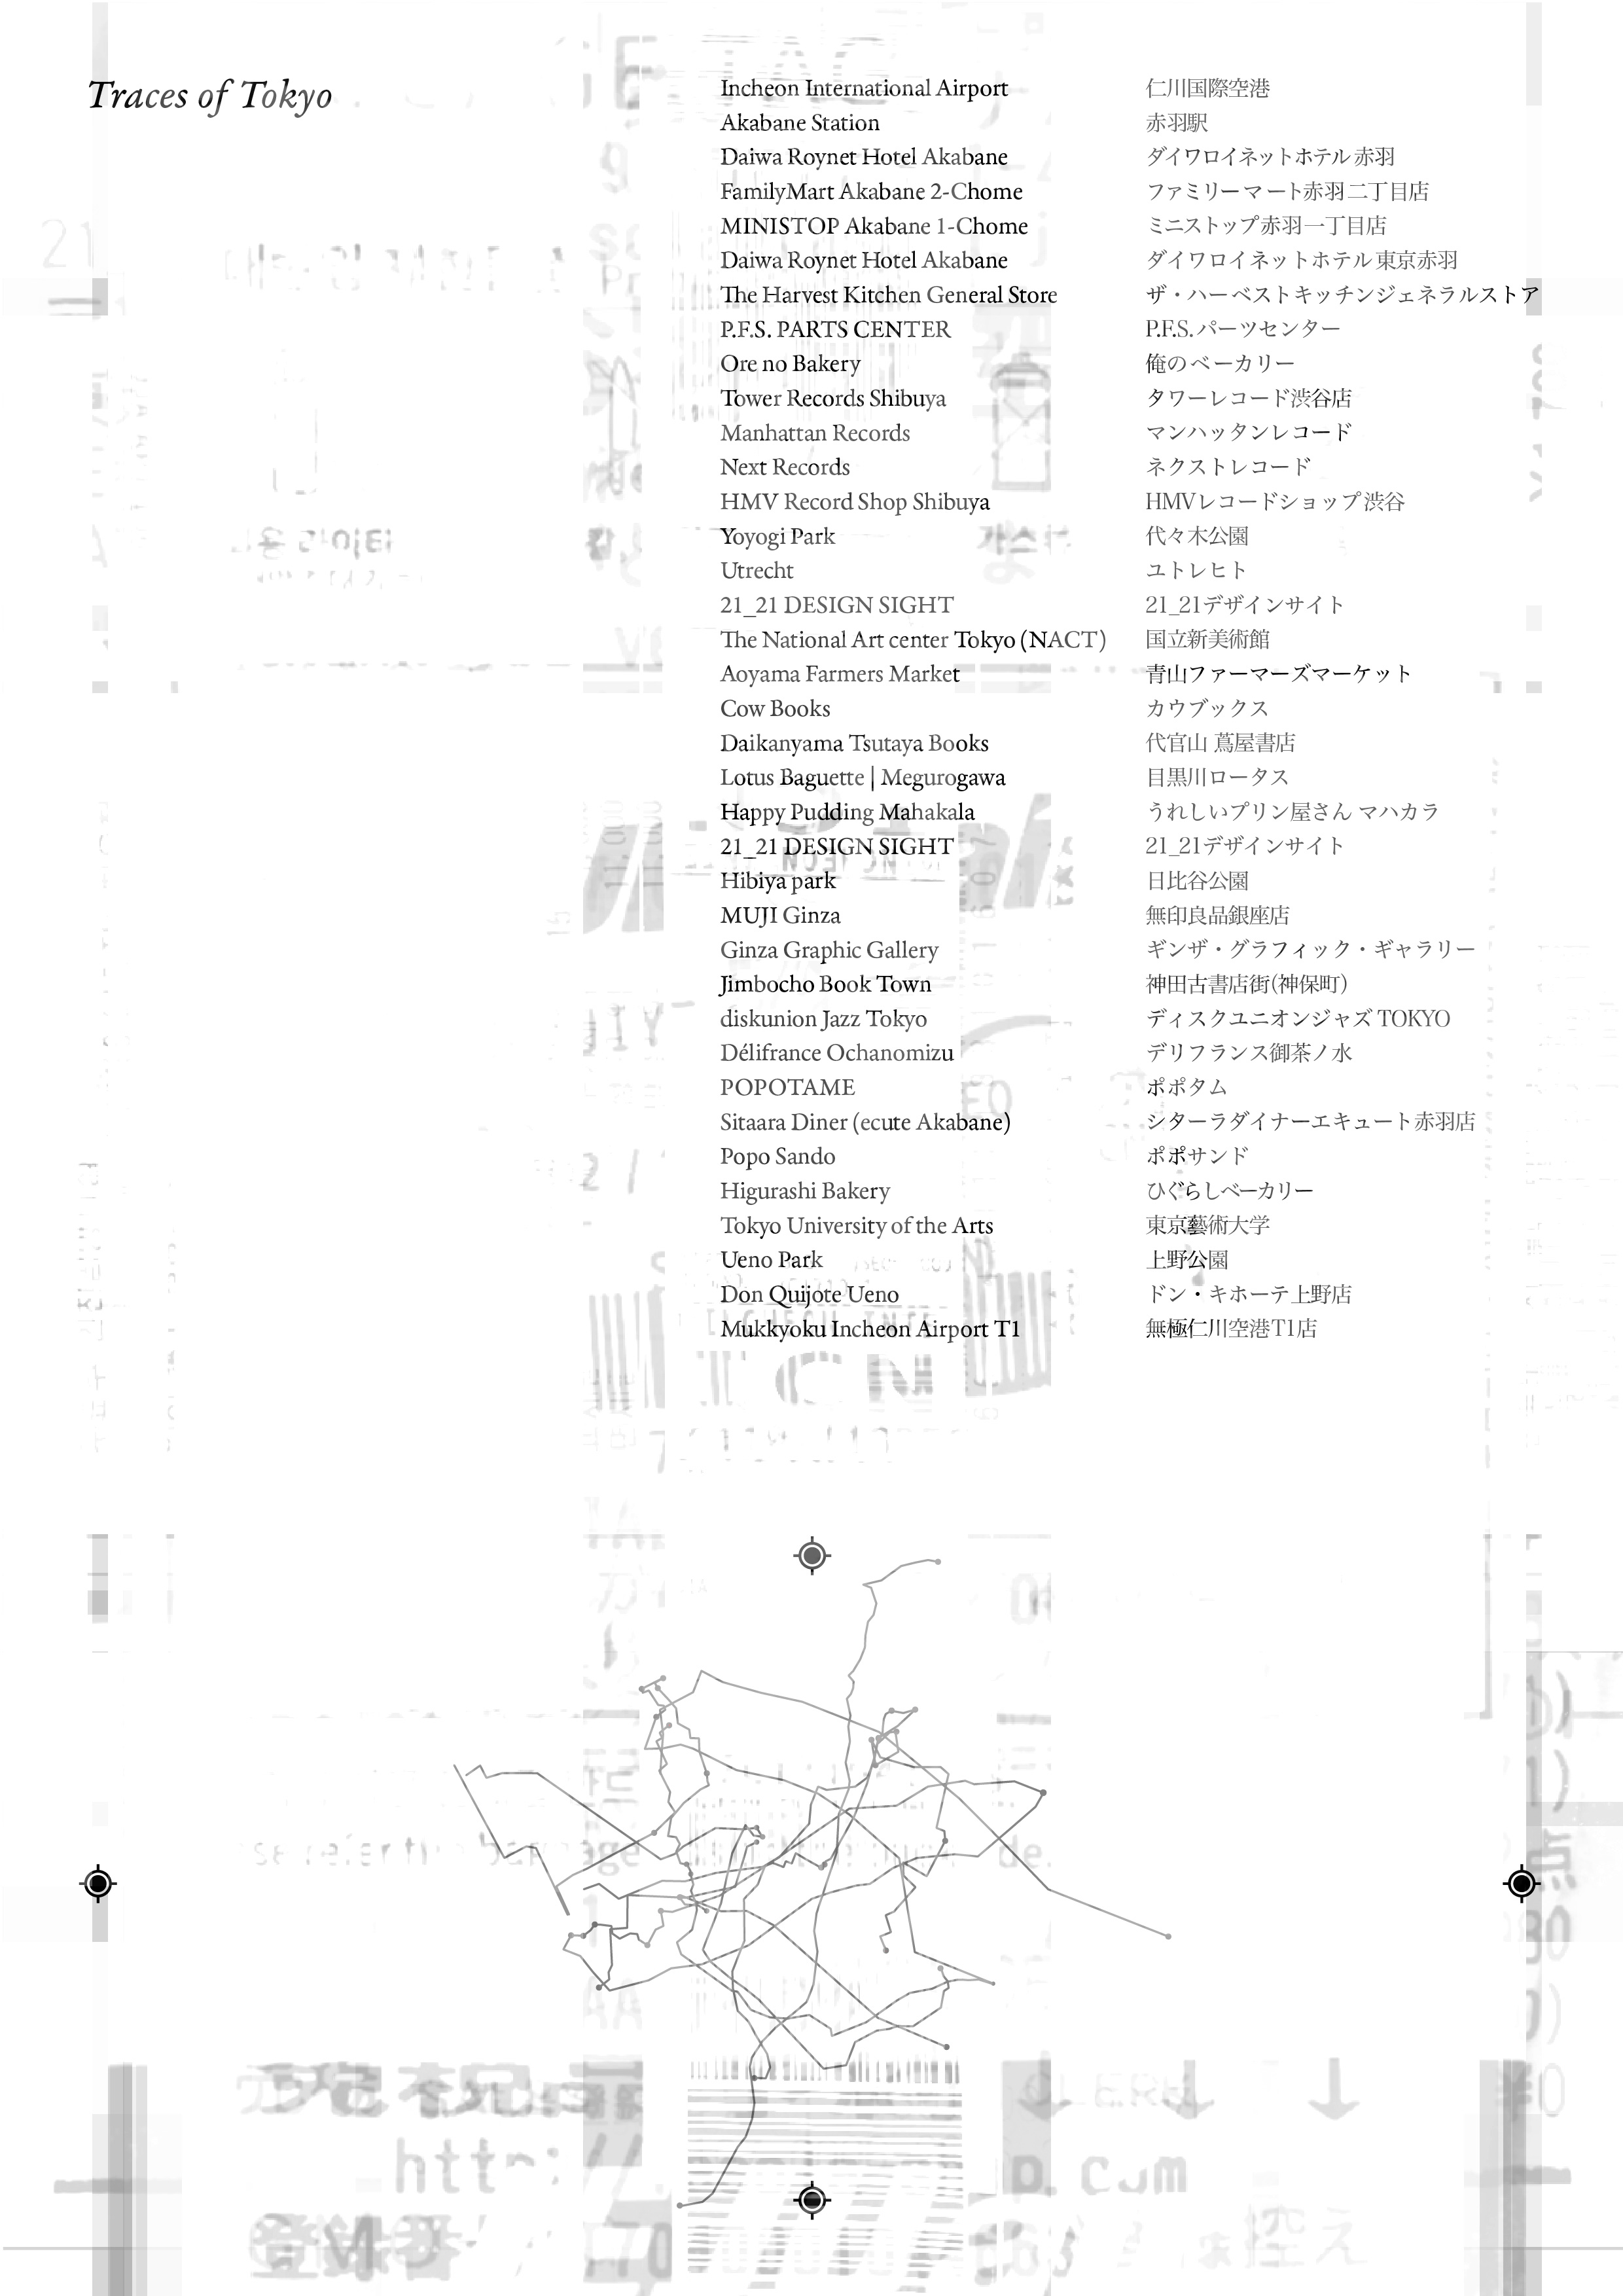 Traces of Tokyo
Incheon International Airport 仁川国際空港
Akabane Station 赤羽駅
Daiwa Roynet Hotel Akabane ダイワロイネットホテル赤羽
FamilyMart Akabane 2-Chome ファミリーマート赤羽二丁目店
MINISTOP Akabane 1-Chome ミニストップ赤羽一丁目店
Daiwa Roynet Hotel Akabane ダイワロイネットホテル東京赤羽
The Harvest Kitchen General Store ザ・ハーベストキッチンジェネラルストア
P.F.S. PARTS CENTER P.F.S.パーツセンター
Ore no Bakery 俺のベーカリー
Tower Records Shibuya タワーレコード渋谷店
Manhattan Records マンハッタンレコード
Next Records ネクストレコード
HMV Record Shop Shibuya HMVレコードショップ渋谷
Yoyogi Park 代々木公園
Utrecht ユトレヒト
21_21 DESIGN SIGHT 21_21デザインサイト
The National Art center Tokyo (NACT) 国立新美術館
Aoyama Farmers Market 青山ファーマーズマーケット
Cow Books カウブックス
Daikanyama Tsutaya Books 代官山 蔦屋書店
Lotus Baguette | Megurogawa 目黒川ロータス
Happy Pudding Mahakala うれしいプリン屋さん マハカラ
21_21 DESIGN SIGHT 21_21デザインサイト
Hibiya park 日比谷公園
MUJI Ginza 無印良品銀座店
Ginza Graphic Gallery ギンザ・グラフィック・ギャラリー
Jimbocho Book Town 神田古書店街(神保町)
diskunion Jazz Tokyo ディスクユニオンジャズ TOKYO
Délifrance Ochanomizu デリフランス御茶ノ水
POPOTAME ポポタム
Sitaara Diner (ecute Akabane) シターラダイナーエキュート赤羽店
Popo Sando ポポサンド
Higurashi Bakery ひぐらしベーカリー
Tokyo University of the Arts 東京藝術大学
Ueno Park 上野公園
Don Quijote Ueno ドン・キホーテ上野店
Mukkyoku Incheon Airport T1 無極仁川空港T1店